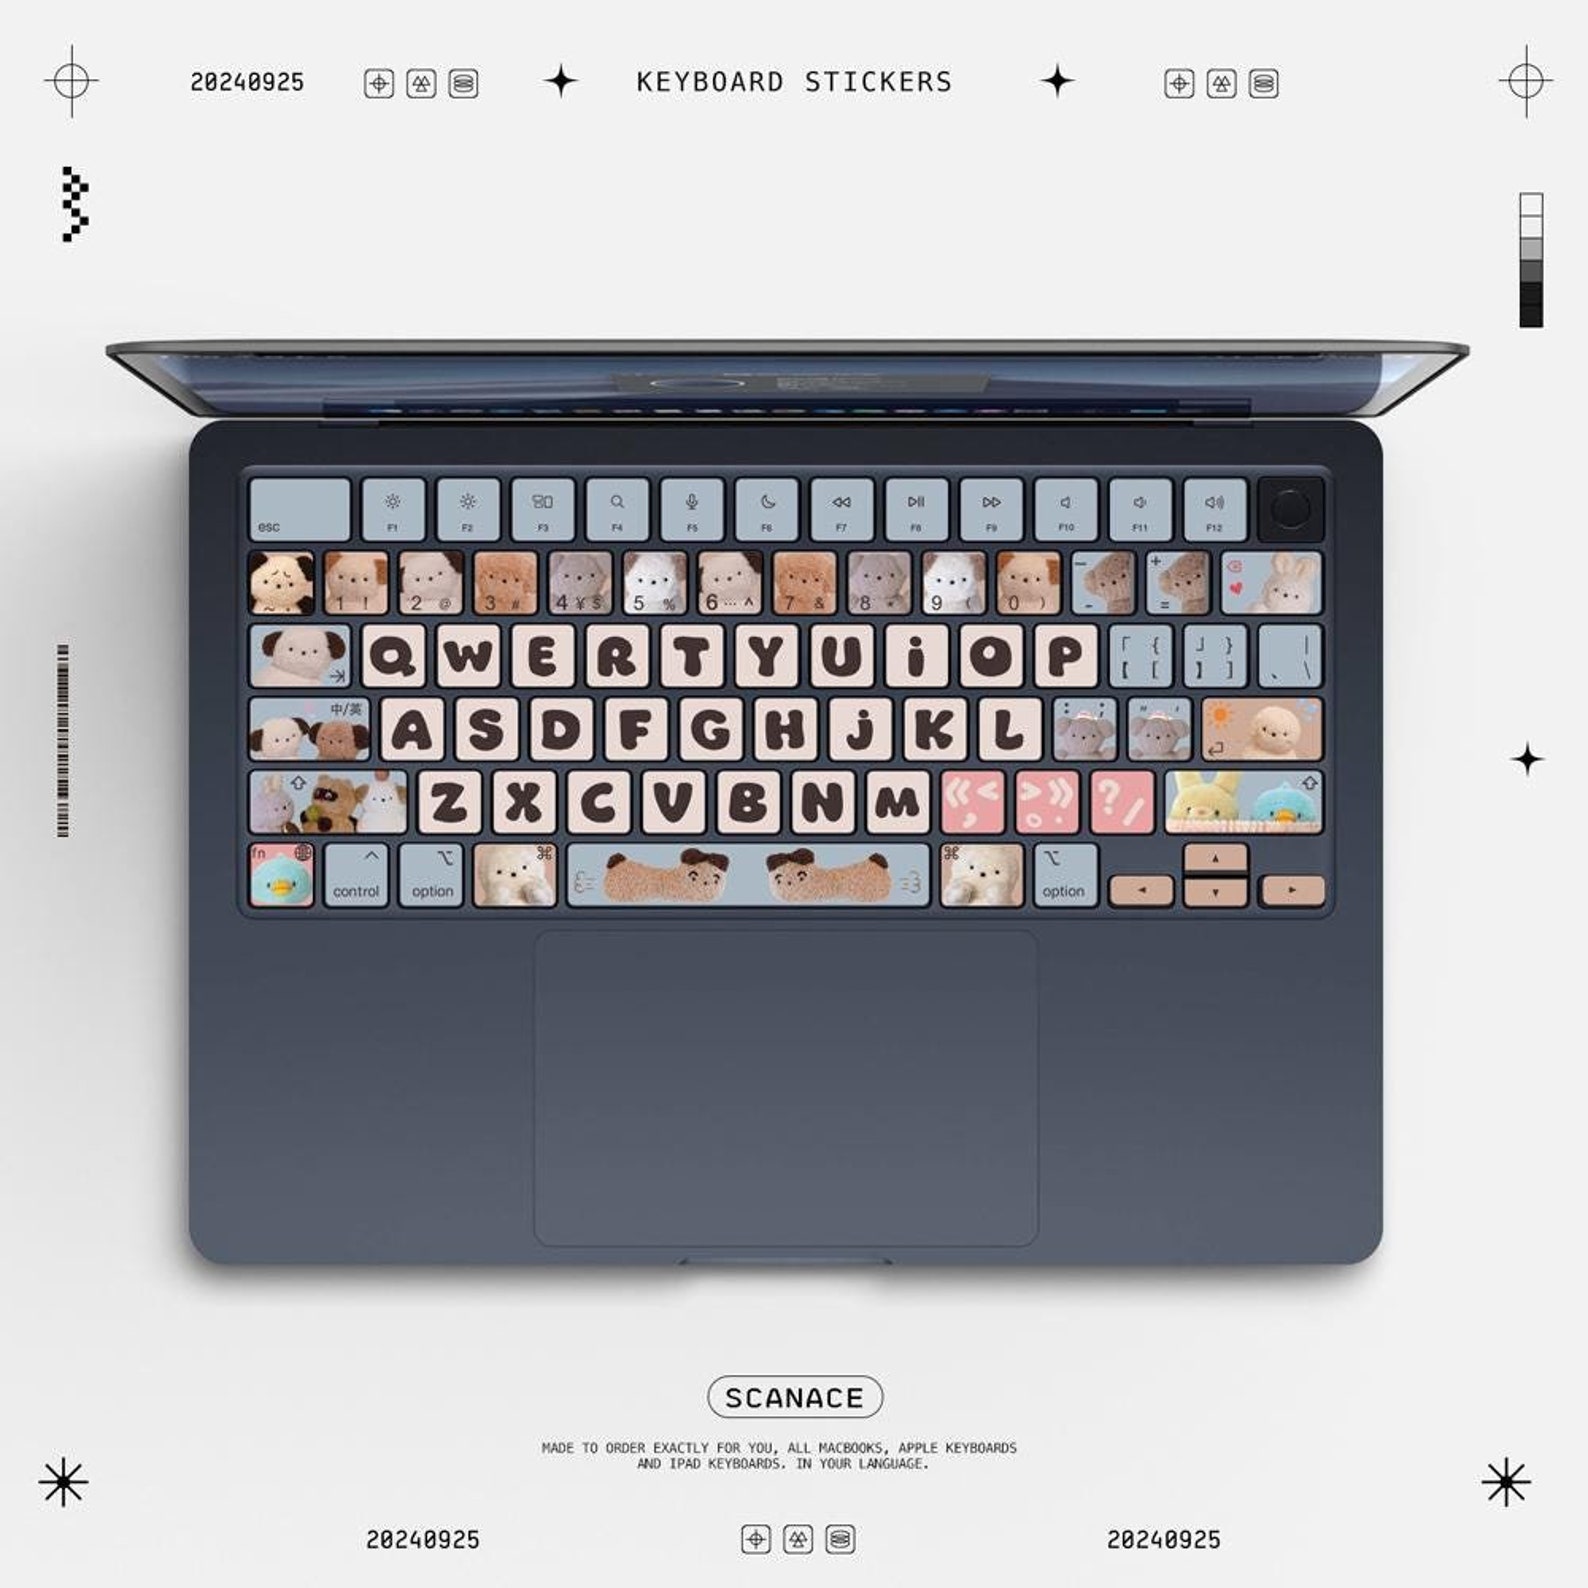 20240925 KEYBOARD STICKERS
esc F1 F2 F3 F4 F5 F6 F7 F8 F9 F10 F11 F12
~ 1 ! 2 @ 3 # 4 ¥ $ 5 % 6 … ^ 7 & 8 * 9 ( 0 ) — - + =
Q W E R T Y U i O P 「 { 【 [ 」 } 】 ] | 、 \
中/英 A S D F G H j K L : ; " '
Z X C V B N M 《 < , > 》 。 ? /
fn control ⌥ option ⌘ ⌘ ⌥ option
SCANACE
MADE TO ORDER EXACTLY FOR YOU, ALL MACBOOKS, APPLE KEYBOARDS
AND IPAD KEYBOARDS. IN YOUR LANGUAGE.
20240925 20240925